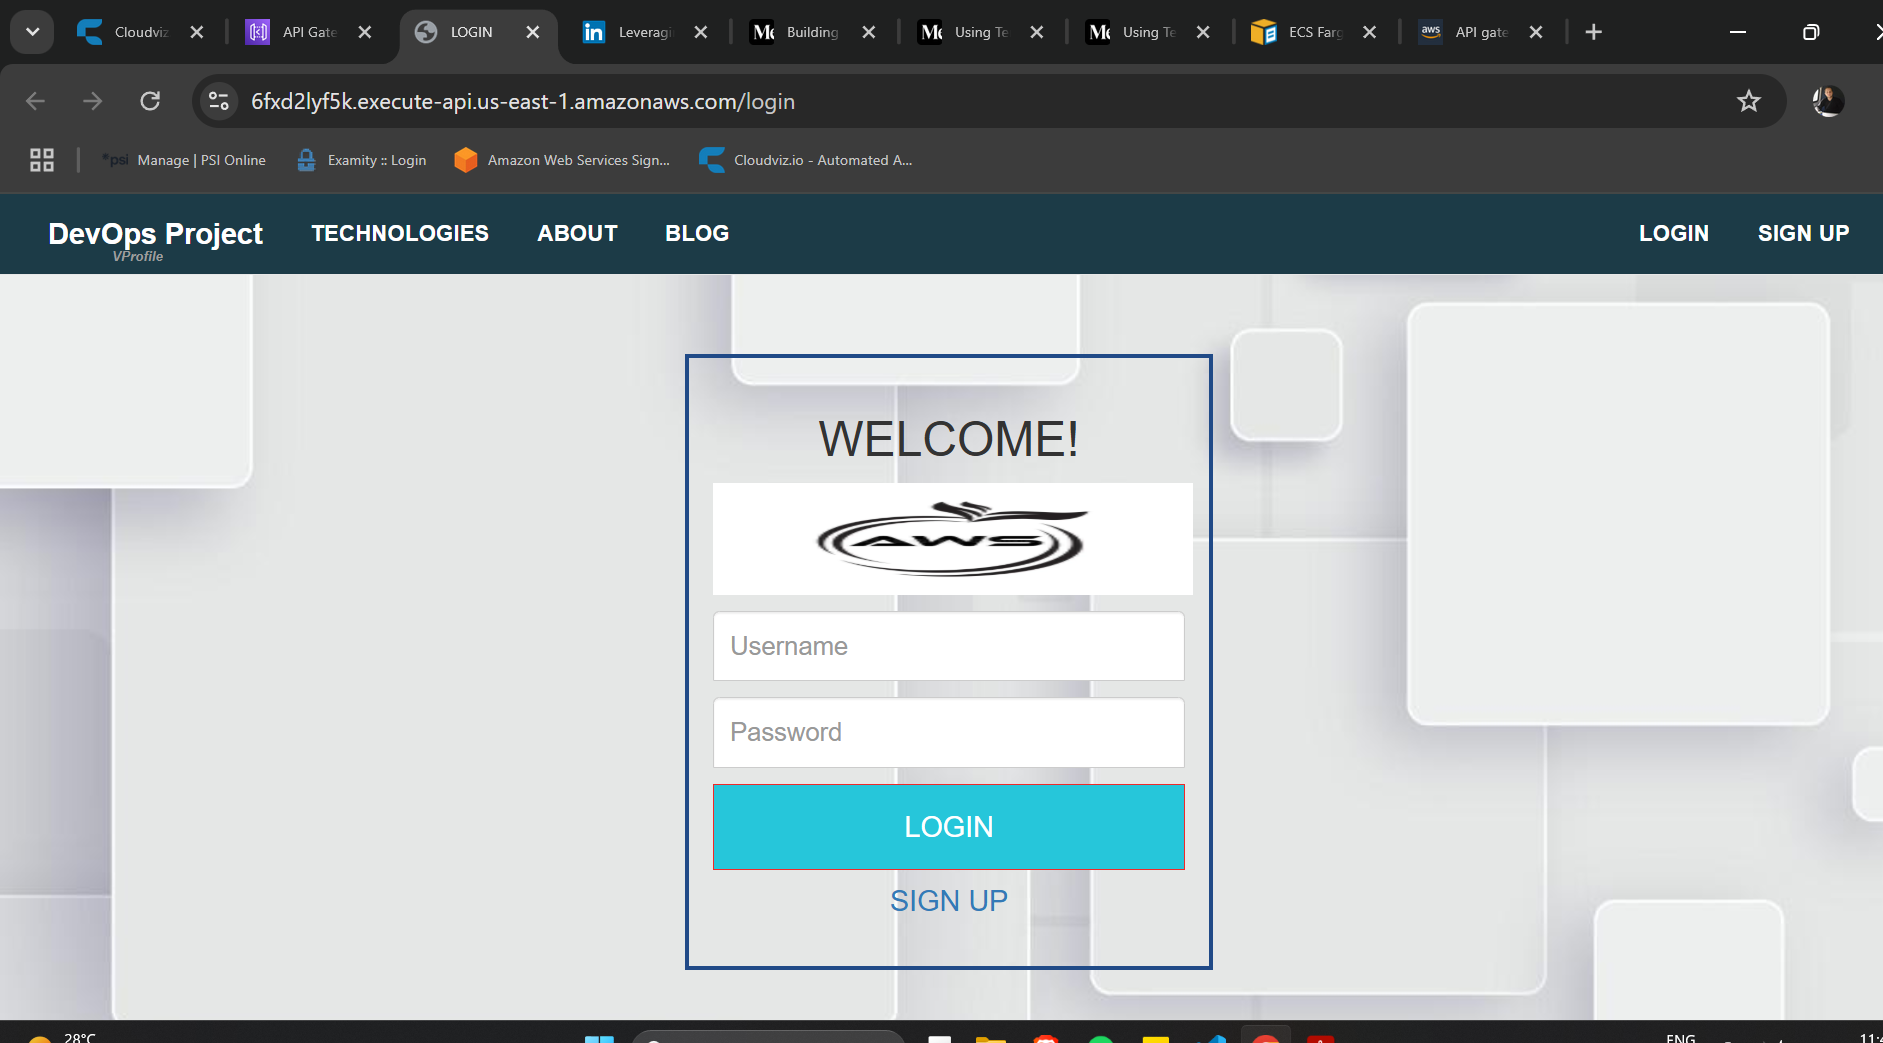 Cloudviz
API Gate
LOGIN
Leveragi
Building
Using Te
Using Te
ECS Farg
API gate
6fxd2lyf5k.execute-api.us-east-1.amazonaws.com/login
psi Manage | PSI Online
Examity :: Login
Amazon Web Services Sign...
Cloudviz.io - Automated A...
DevOps Project
VProfile
TECHNOLOGIES
ABOUT
BLOG
LOGIN
SIGN UP
WELCOME!
AWS
Username
Password
LOGIN
SIGN UP
28°C
ENG